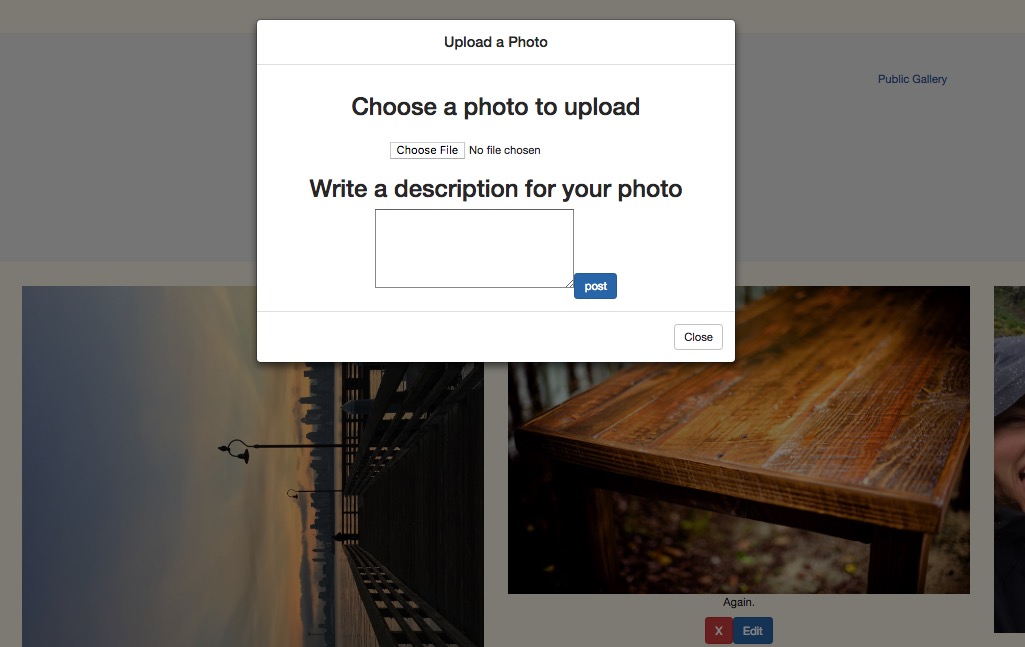 Upload a Photo
Public Gallery
Choose a photo to upload
Choose File No file chosen
Write a description for your photo
post
Close
Again.
X Edit